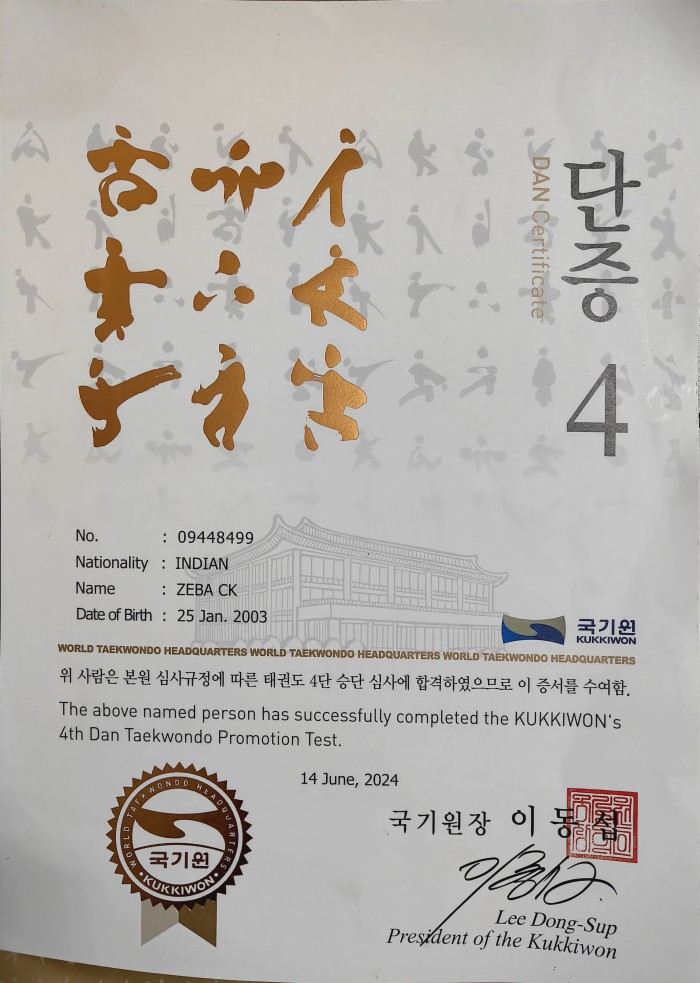 단증
DAN Certificate
4
No. : 09448499
Nationality : INDIAN
Name : ZEBA CK
Date of Birth : 25 Jan. 2003
국기원
KUKKIWON
WORLD TAEKWONDO HEADQUARTERS WORLD TAEKWONDO HEADQUARTERS WORLD TAEKWONDO HEADQUARTERS
위 사람은 본원 심사규정에 따른 태권도 4단 승단 심사에 합격하였으므로 이 증서를 수여함.
The above named person has successfully completed the KUKKIWON's
4th Dan Taekwondo Promotion Test.
14 June, 2024
WORLD TAEKWONDO HEADQUARTERS
국기원
·KUKKIWON·
국기원장 이동섭
Lee Dong-Sup
President of the Kukkiwon